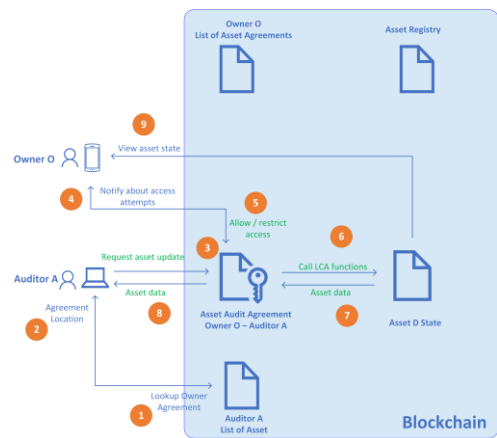 Owner O
List of Asset Agreements
Asset Registry
9
View asset state
Owner O
4
Notify about access
attempts
5
Allow / restrict
access
6
3
Request asset update
Call LCA functions
Auditor A
Asset data
8
Asset data
7
Agreement
Location
2
Asset Audit Agreement
Owner O – Auditor A
Asset D State
Lookup Owner
Agreement
1
Auditor A
List of Asset
Blockchain